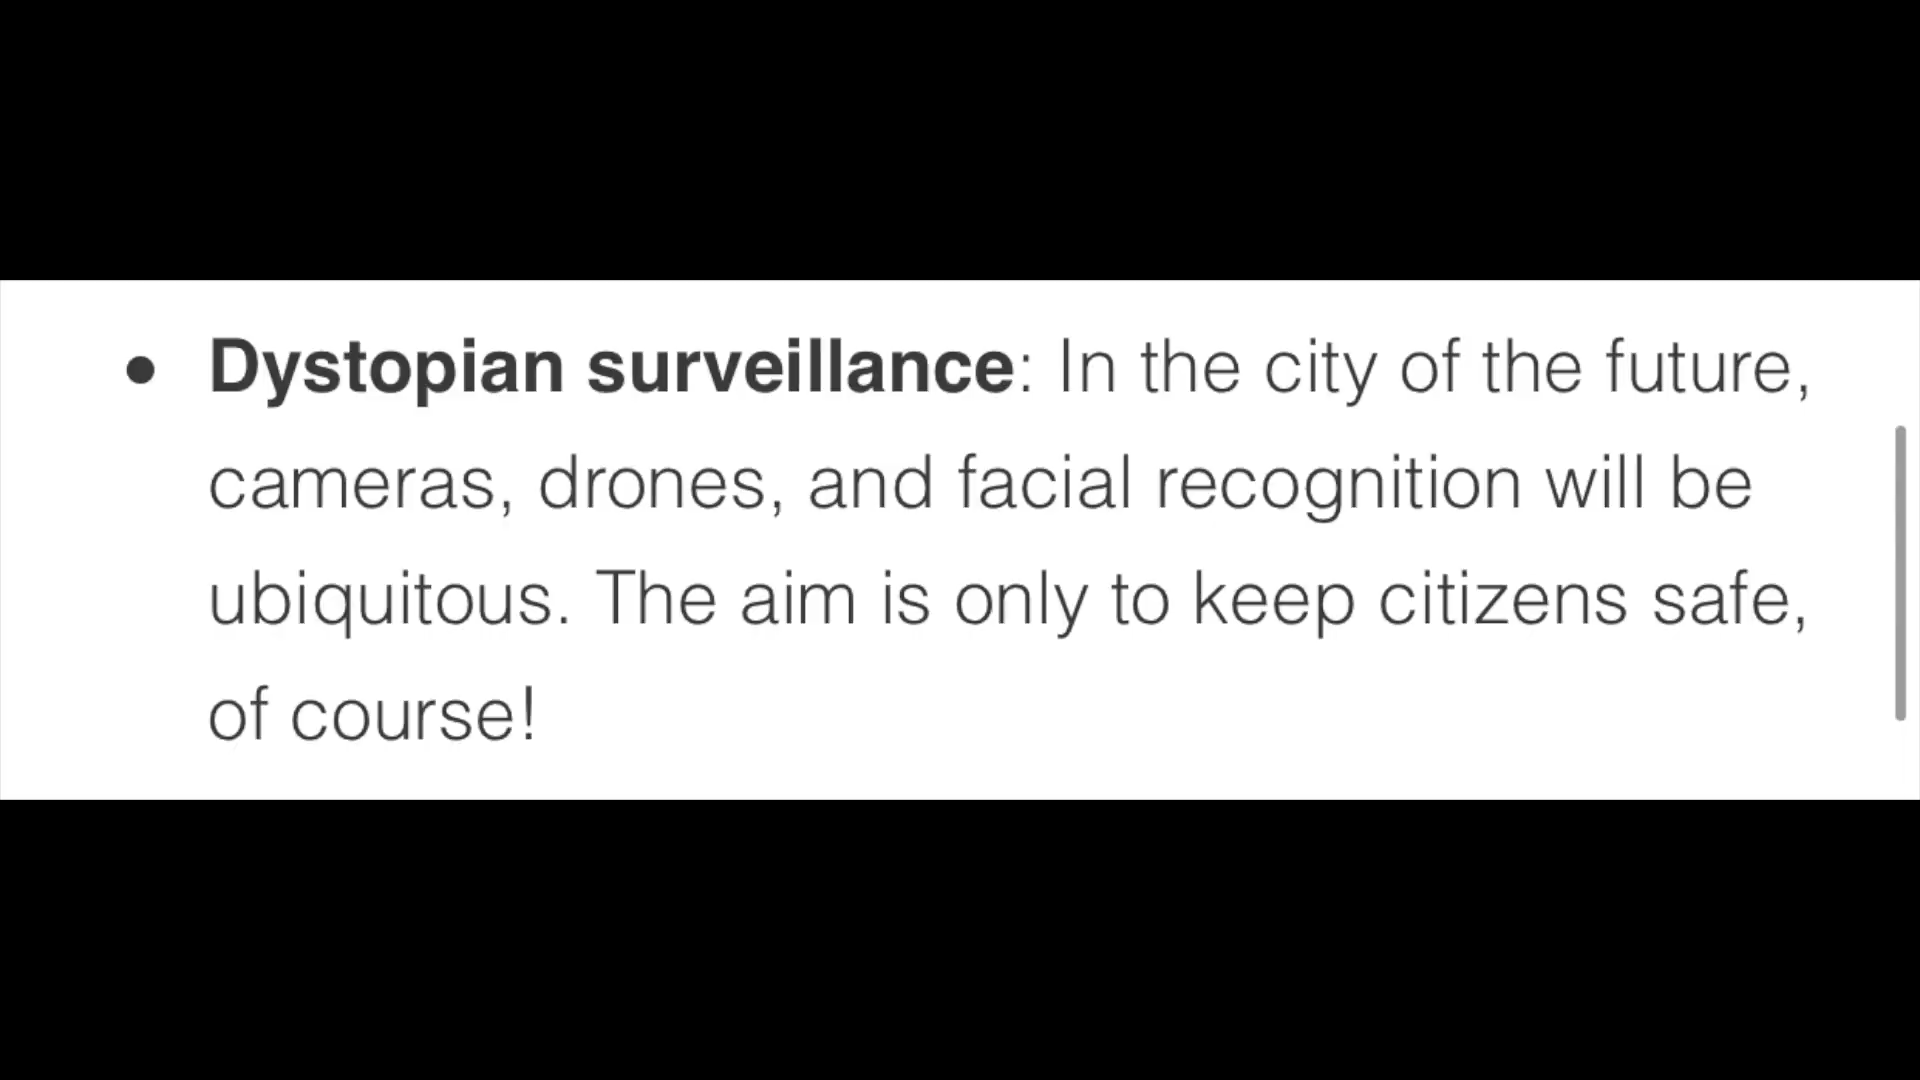 • Dystopian surveillance: In the city of the future,
cameras, drones, and facial recognition will be
ubiquitous. The aim is only to keep citizens safe,
of course!